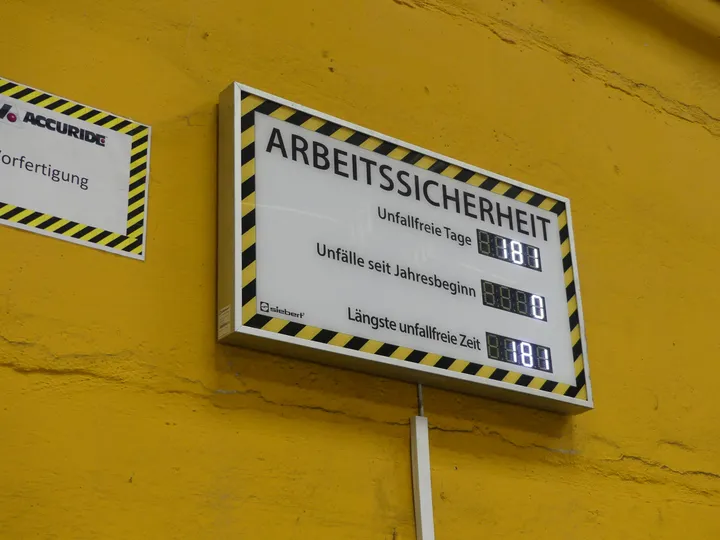 ACCURIDE
Vorfertigung
ARBEITSSICHERHEIT
Unfallfreie Tage 181
Unfälle seit Jahresbeginn 0
Längste unfallfreie Zeit 181
siebert